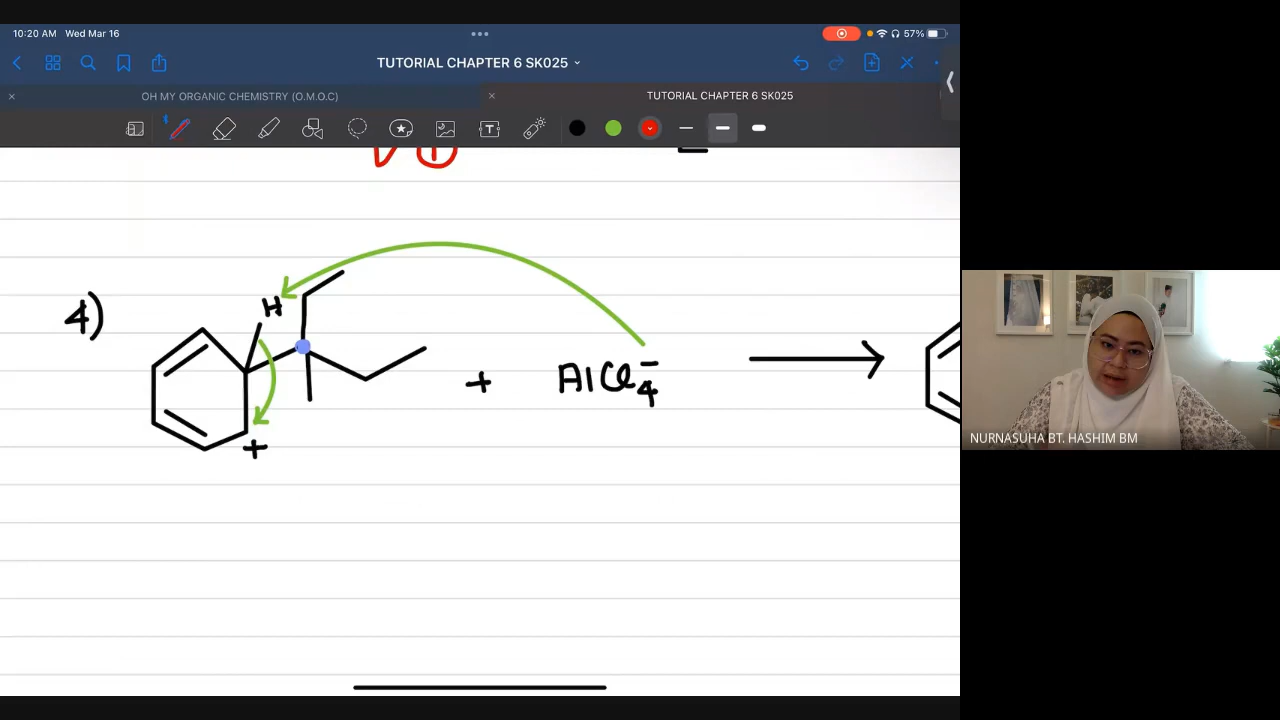 10:20 AM Wed Mar 16
57%
TUTORIAL CHAPTER 6 SK025
OH MY ORGANIC CHEMISTRY (O.M.O.C)
TUTORIAL CHAPTER 6 SK025
T
1
4)
H
+
+ AlCl4−
NURNASUHA BT. HASHIM BM